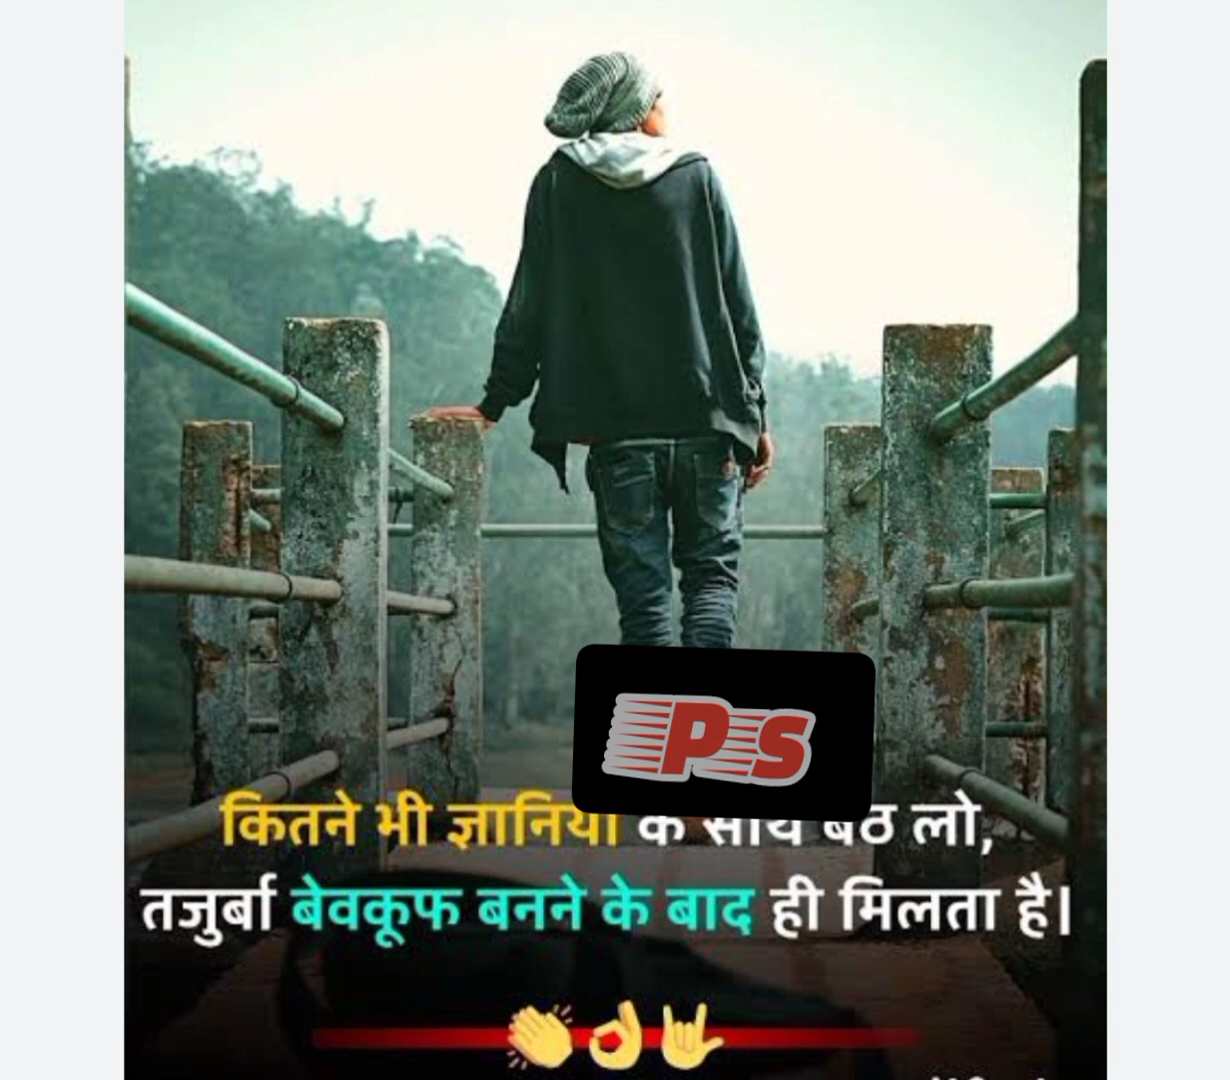 Ps
कितने भी ज्ञानियों के साथ बैठ लो,
तजुर्बा बेवकूफ बनने के बाद ही मिलता है।